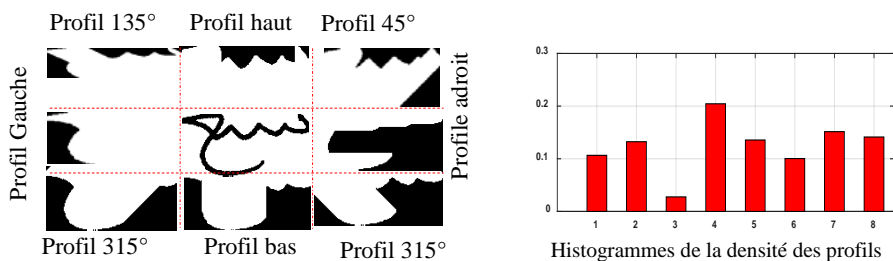 Profil 135° Profil haut Profil 45°
Profil Gauche
Profile adroit
Profil 315° Profil bas Profil 315°
0.3
0.2
0.1
0
1 2 3 4 5 6 7 8
Histogrammes de la densité des profils